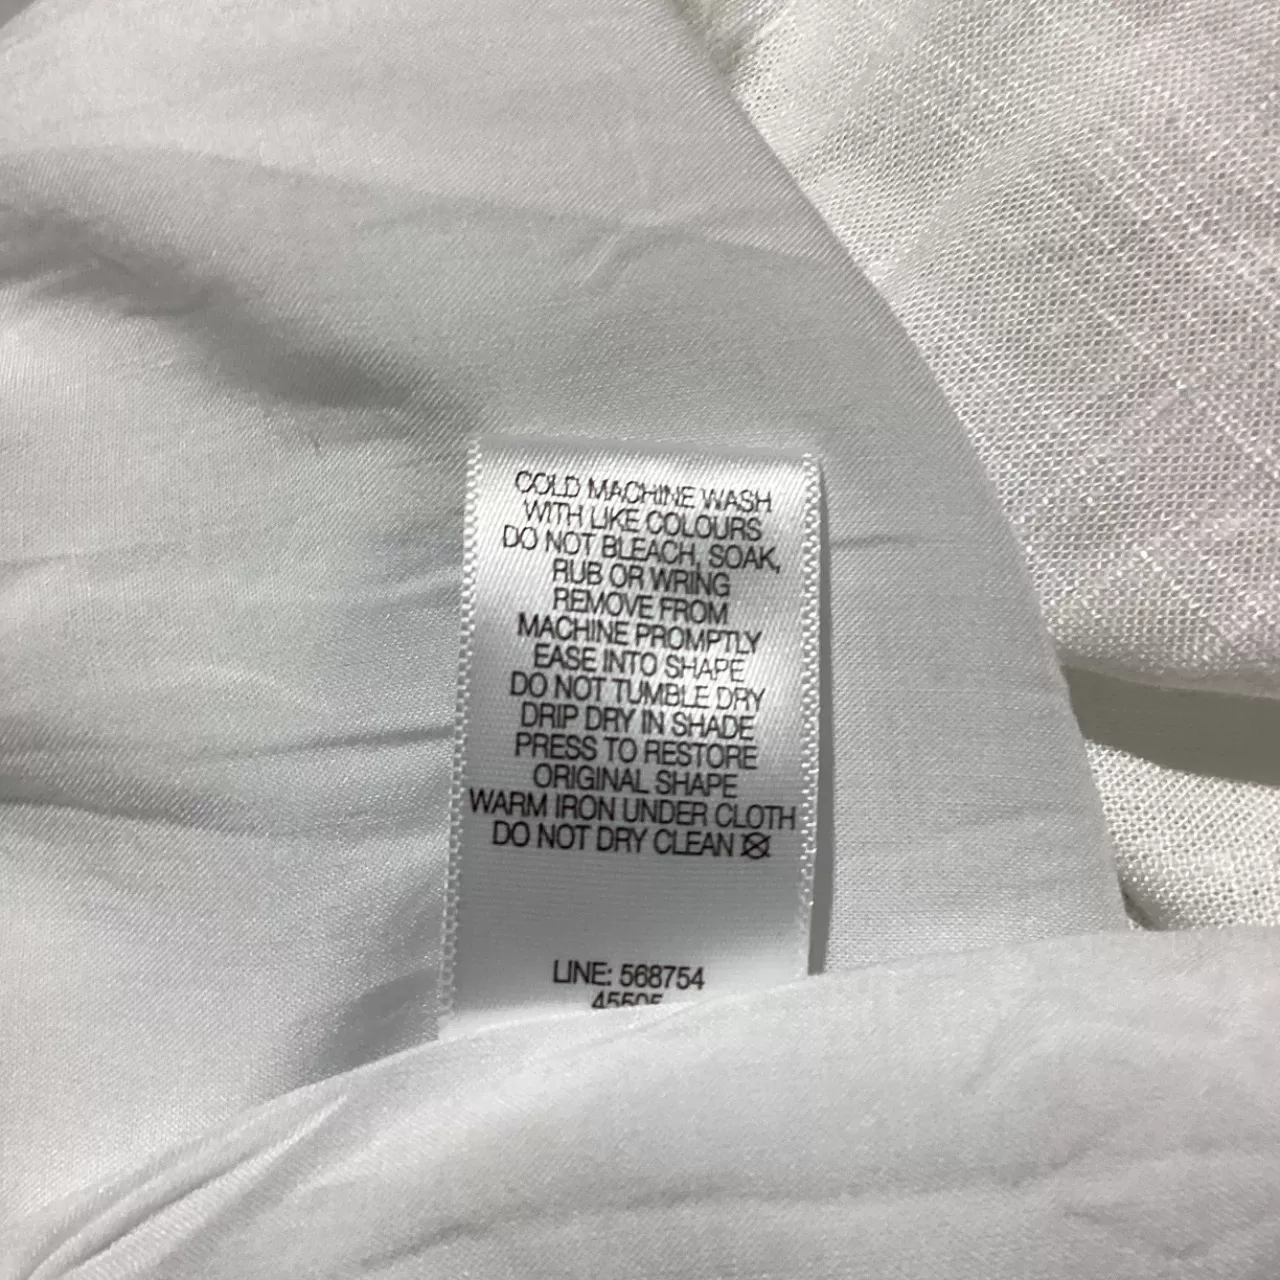 COLD MACHINE WASH
WITH LIKE COLOURS
DO NOT BLEACH, SOAK,
RUB OR WRING
REMOVE FROM
MACHINE PROMPTLY
EASE INTO SHAPE
DO NOT TUMBLE DRY
DRIP DRY IN SHADE
PRESS TO RESTORE
ORIGINAL SHAPE
WARM IRON UNDER CLOTH
DO NOT DRY CLEAN
LINE: 568754